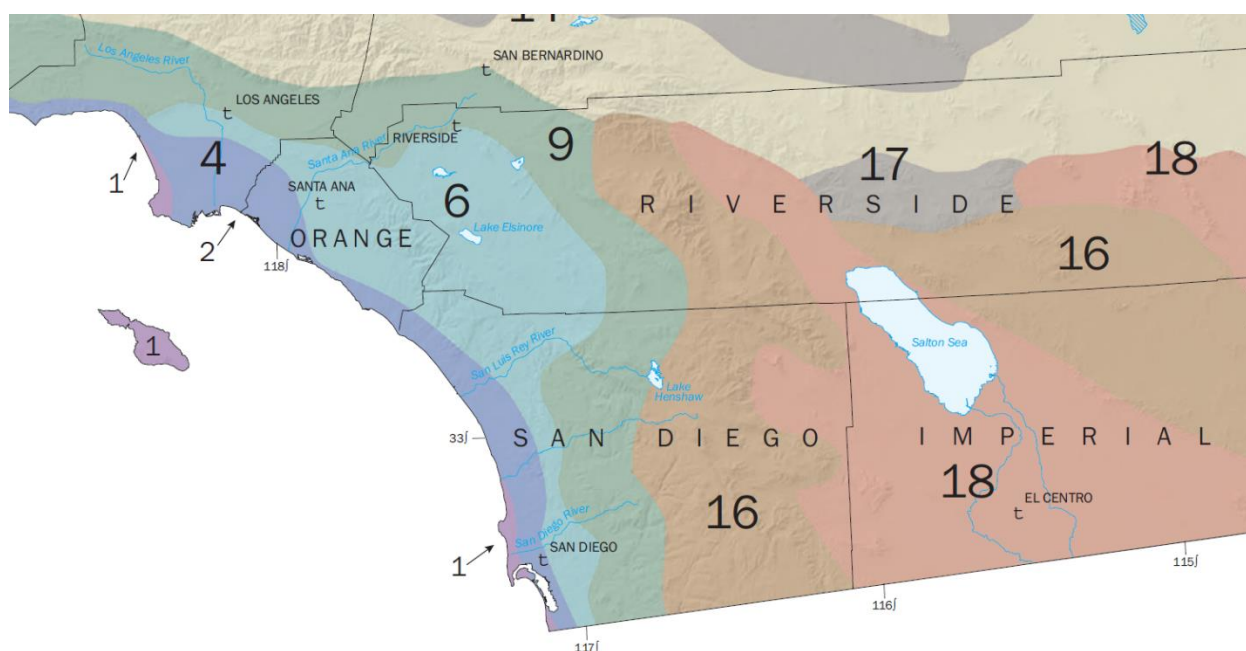 SAN BERNARDINO
t
Los Angeles River
LOS ANGELES
t
RIVERSIDE
t
9
4
17
18
1
Santa Ana River
SANTA ANA
t
6
R I V E R S I D E
Lake Elsinore
2
ORANGE
16
118∫
1
Salton Sea
San Luis Rey River
Lake
Henshaw
33∫
S A N D I E G O
I M P E R I A L
18
EL CENTRO
t
16
San Diego River
SAN DIEGO
t
1
115∫
116∫
117∫